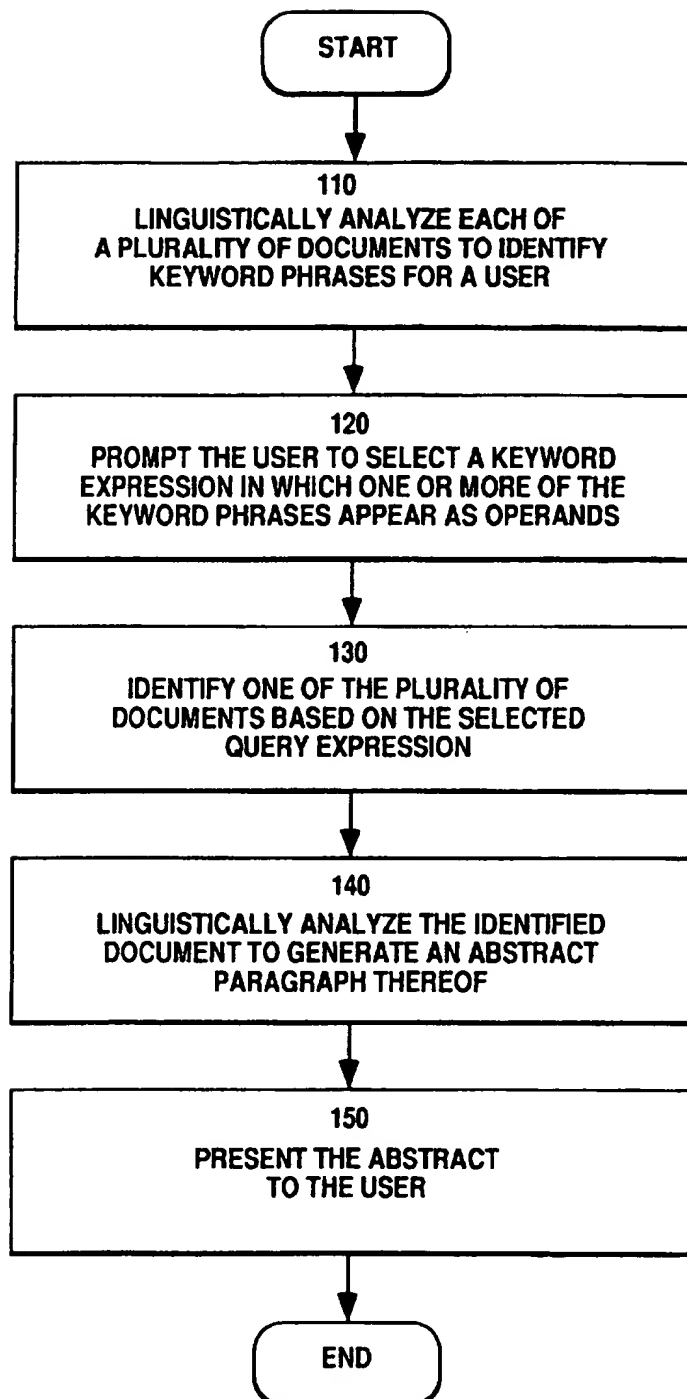 START
110
LINGUISTICALLY ANALYZE EACH OF
A PLURALITY OF DOCUMENTS TO IDENTIFY
KEYWORD PHRASES FOR A USER
120
PROMPT THE USER TO SELECT A KEYWORD
EXPRESSION IN WHICH ONE OR MORE OF THE
KEYWORD PHRASES APPEAR AS OPERANDS
130
IDENTIFY ONE OF THE PLURALITY OF
DOCUMENTS BASED ON THE SELECTED
QUERY EXPRESSION
140
LINGUISTICALLY ANALYZE THE IDENTIFIED
DOCUMENT TO GENERATE AN ABSTRACT
PARAGRAPH THEREOF
150
PRESENT THE ABSTRACT
TO THE USER
END